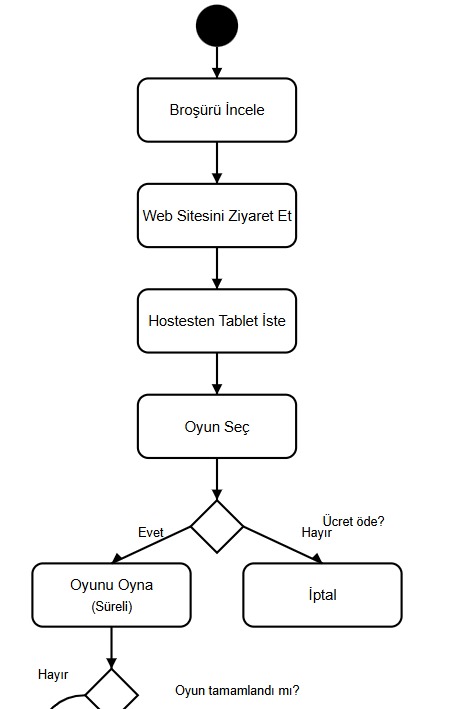 Broşürü İncele
Web Sitesini Ziyaret Et
Hostesten Tablet İste
Oyun Seç
Ücret öde?
Evet
Hayır
Oyunu Oyna
(Süreli)
İptal
Hayır
Oyun tamamlandı mı?